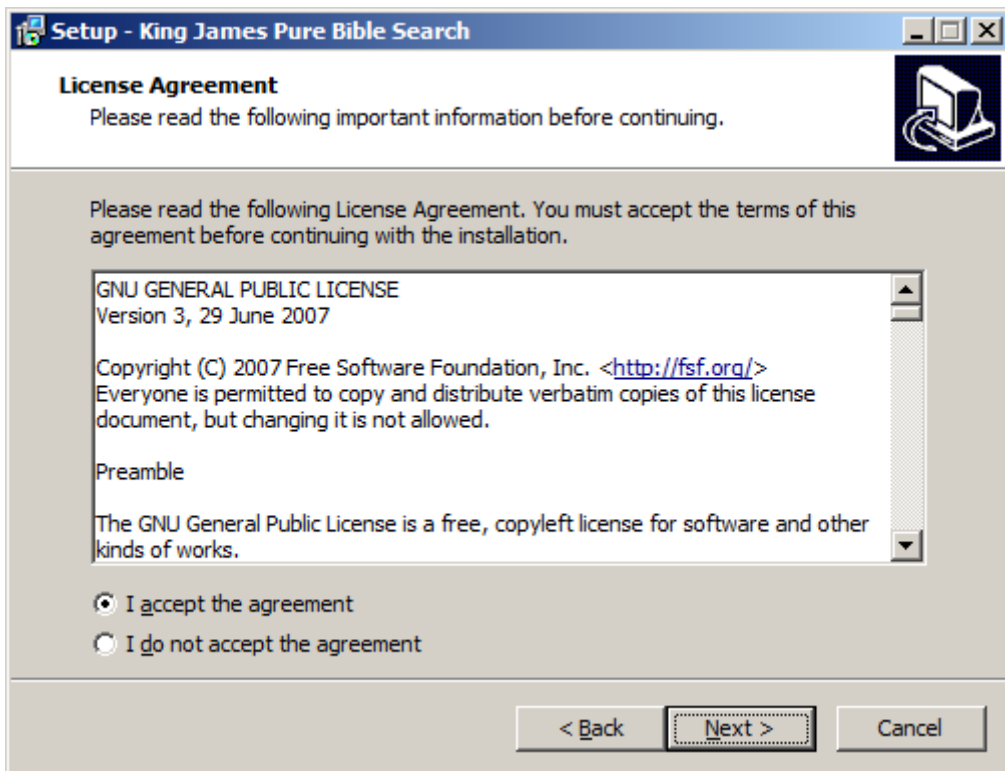 Setup - King James Pure Bible Search
License Agreement
Please read the following important information before continuing.
Please read the following License Agreement. You must accept the terms of this
agreement before continuing with the installation.
GNU GENERAL PUBLIC LICENSE
Version 3, 29 June 2007
Copyright (C) 2007 Free Software Foundation, Inc. <http://fsf.org/>
Everyone is permitted to copy and distribute verbatim copies of this license
document, but changing it is not allowed.
Preamble
The GNU General Public License is a free, copyleft license for software and other
kinds of works.
I accept the agreement
I do not accept the agreement
< Back Next > Cancel